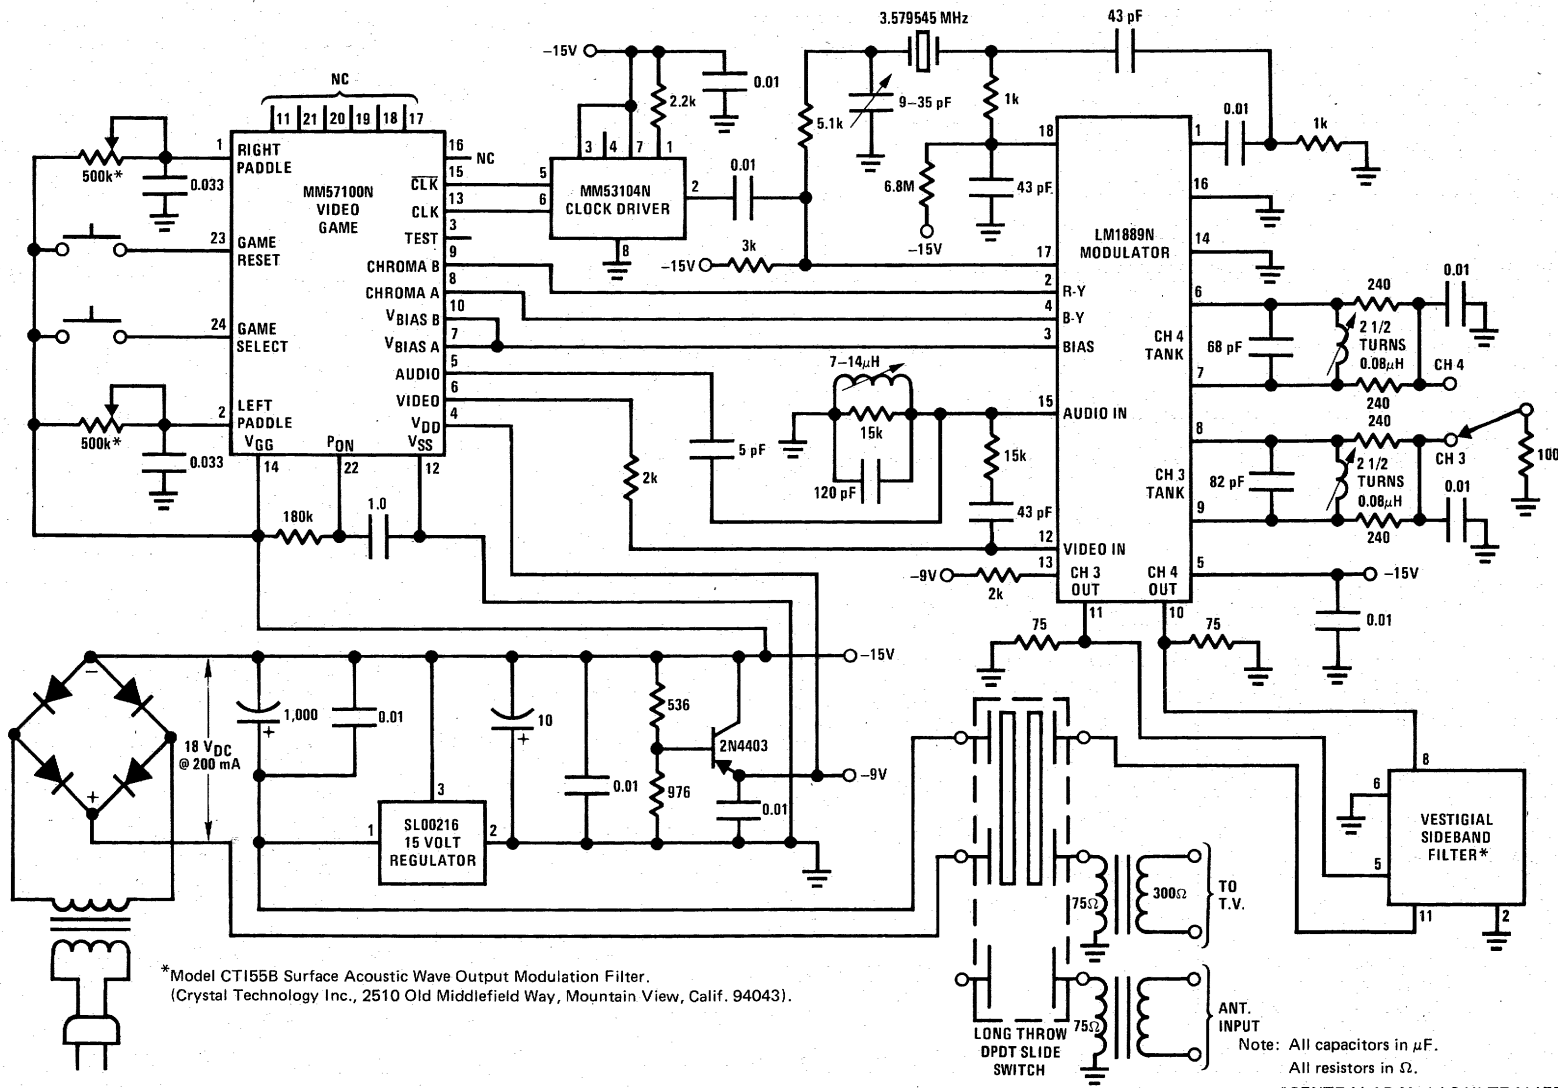 3.579545 MHz
43 pF
–15V
NC
0.01
2.2k
9–35 pF
1k
5.1k
0.01
1k
11 21 20 19 18 17
1
RIGHT PADDLE
500k*
0.033
MM57100N
VIDEO
GAME
16
NC
15
CLK
13
CLK
3
TEST
9
CHROMA B
8
CHROMA A
10
VBIAS B
7
VBIAS A
5
AUDIO
6
VIDEO
4
VDD
VSS
12
23
GAME
RESET
24
GAME
SELECT
2
LEFT
PADDLE
500k*
0.033
VGG
14
PON
22
3 4 7 1
5
6
MM53104N
CLOCK DRIVER
2
8
0.01
–15V
3k
6.8M
–15V
43 pF
18
1
16
LM1889N
MODULATOR
14
17
2
R-Y
4
B-Y
3
BIAS
6
CH 4
TANK
7
68 pF
240
2 1/2
TURNS
0.08μH
240
0.01
CH 4
15
AUDIO IN
8
CH 3
TANK
9
82 pF
240
2 1/2
TURNS
0.08μH
240
CH 3
0.01
100
7–14μH
15k
120 pF
5 pF
2k
15k
43 pF
12
VIDEO IN
13
–9V
2k
CH 3
OUT
11
CH 4
OUT
10
5
–15V
0.01
75
75
180k
1.0
–15V
–
+
18 VDC
@ 200 mA
1,000
+
0.01
3
1
SL00216
15 VOLT
REGULATOR
2
10
+
0.01
536
976
2N4403
0.01
–9V
8
6
VESTIGIAL
SIDEBAND
FILTER*
5
11
2
75Ω
300Ω
TO
T.V.
75Ω
ANT.
INPUT
LONG THROW
DPDT SLIDE
SWITCH
*Model CTI55B Surface Acoustic Wave Output Modulation Filter.
(Crystal Technology Inc., 2510 Old Middlefield Way, Mountain View, Calif. 94043).
Note: All capacitors in μF.
All resistors in Ω.